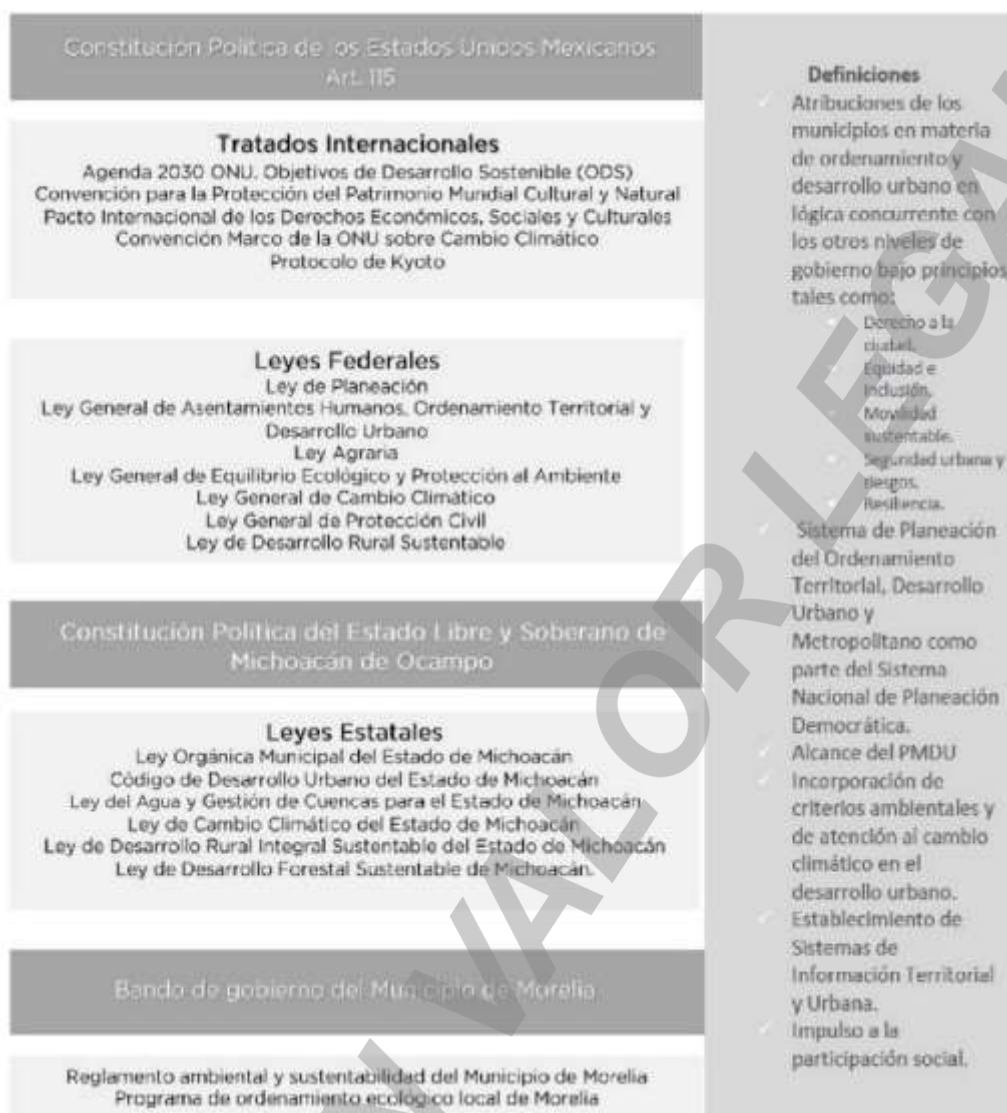 Constitución Política de los Estados Unidos Mexicanos
Art. 115
Tratados Internacionales
Agenda 2030 ONU. Objetivos de Desarrollo Sostenible (ODS)
Convención para la Protección del Patrimonio Mundial Cultural y Natural
Pacto Internacional de los Derechos Económicos, Sociales y Culturales
Convención Marco de la ONU sobre Cambio Climático
Protocolo de Kyoto
Leyes Federales
Ley de Planeación
Ley General de Asentamientos Humanos, Ordenamiento Territorial y
Desarrollo Urbano
Ley Agraria
Ley General de Equilibrio Ecológico y Protección al Ambiente
Ley General de Cambio Climático
Ley General de Protección Civil
Ley de Desarrollo Rural Sustentable
Constitución Política del Estado Libre y Soberano de
Michoacán de Ocampo
Leyes Estatales
Ley Orgánica Municipal del Estado de Michoacán
Código de Desarrollo Urbano del Estado de Michoacán
Ley del Agua y Gestión de Cuencas para el Estado de Michoacán
Ley de Cambio Climático del Estado de Michoacán
Ley de Desarrollo Rural Integral Sustentable del Estado de Michoacán
Ley de Desarrollo Forestal Sustentable de Michoacán.
Bando de gobierno del Municipio de Morelia
Reglamento ambiental y sustentabilidad del Municipio de Morelia
Programa de ordenamiento ecológico local de Morelia
Definiciones
Atribuciones de los
municipios en materia
de ordenamiento y
desarrollo urbano en
lógica concurrente con
los otros niveles de
gobierno bajo principios
tales como:
Derecho a la
ciudad.
Equidad e
inclusión.
Movilidad
sustentable.
Seguridad urbana y
riesgos.
Resiliencia.
Sistema de Planeación
del Ordenamiento
Territorial, Desarrollo
Urbano y
Metropolitano como
parte del Sistema
Nacional de Planeación
Democrática.
Alcance del PMDU
Incorporación de
criterios ambientales y
de atención al cambio
climático en el
desarrollo urbano.
Establecimiento de
Sistemas de
Información Territorial
y Urbana.
Impulso a la
participación social.
N VALOR LEGA